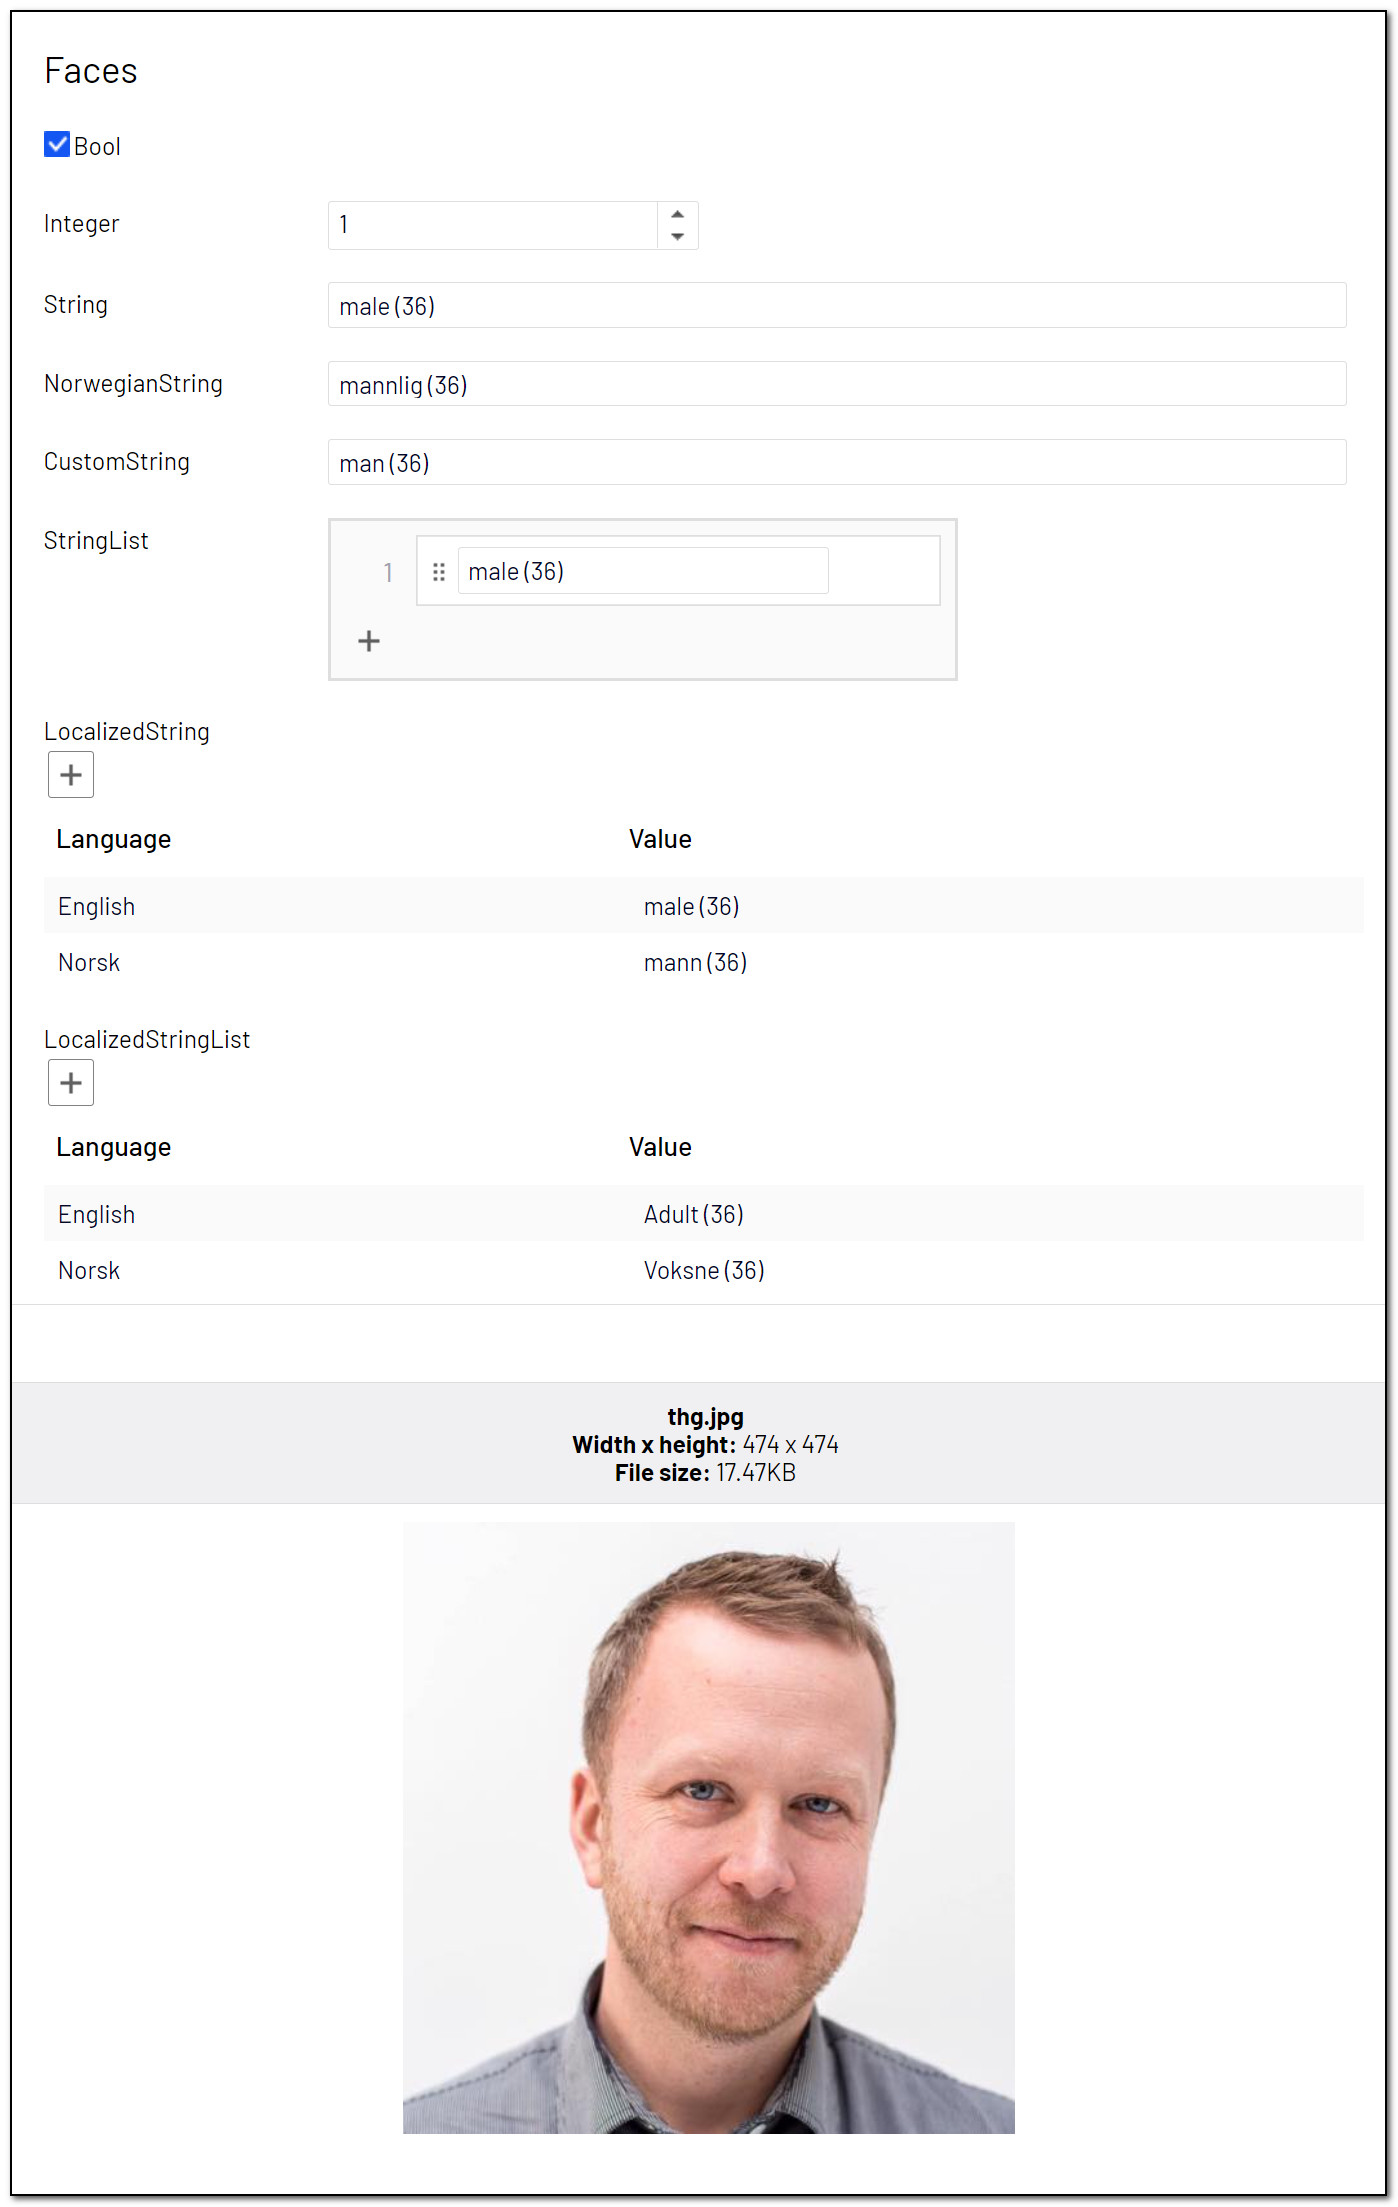 Faces
Bool
Integer 1
String male (36)
NorwegianString mannlig (36)
CustomString man (36)
StringList 1 male (36)
LocalizedString
Language Value
English male (36)
Norsk mann (36)
LocalizedStringList
Language Value
English Adult (36)
Norsk Voksne (36)
thg.jpg
Width x height: 474 x 474
File size: 17.47KB